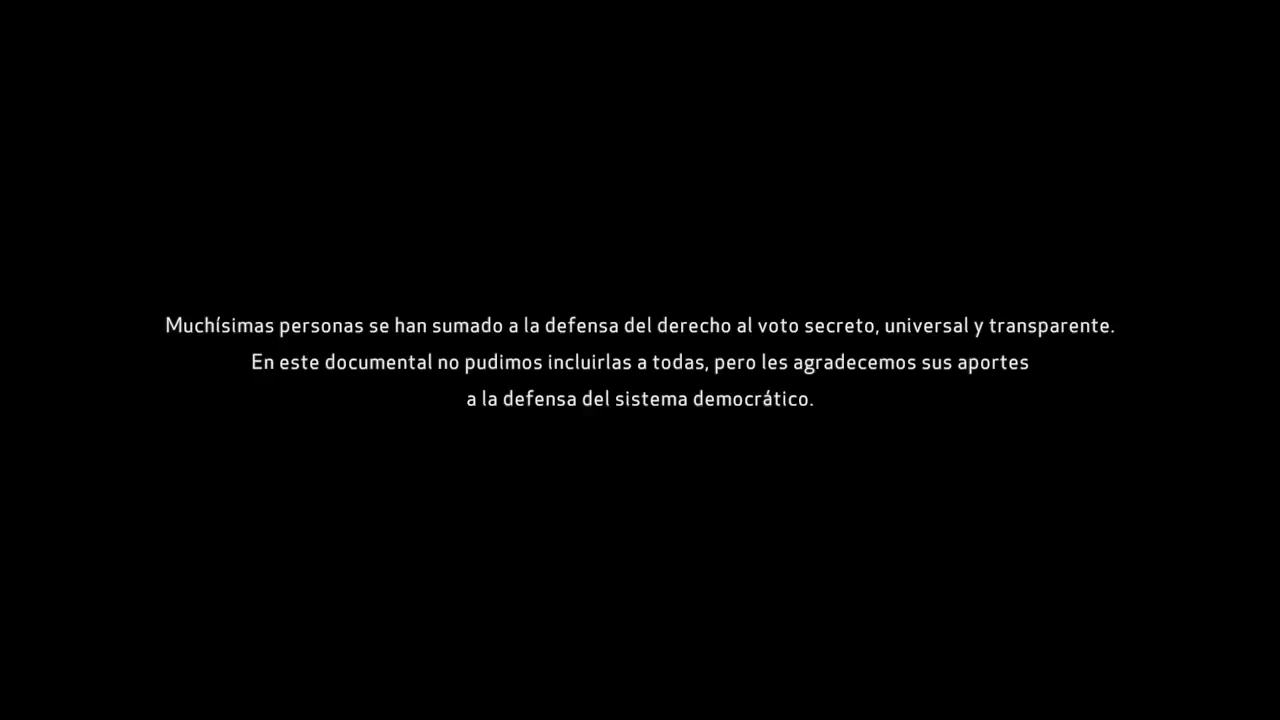 Muchísimas personas se han sumado a la defensa del derecho al voto secreto, universal y transparente.
En este documental no pudimos incluirlas a todas, pero les agradecemos sus aportes
a la defensa del sistema democrático.